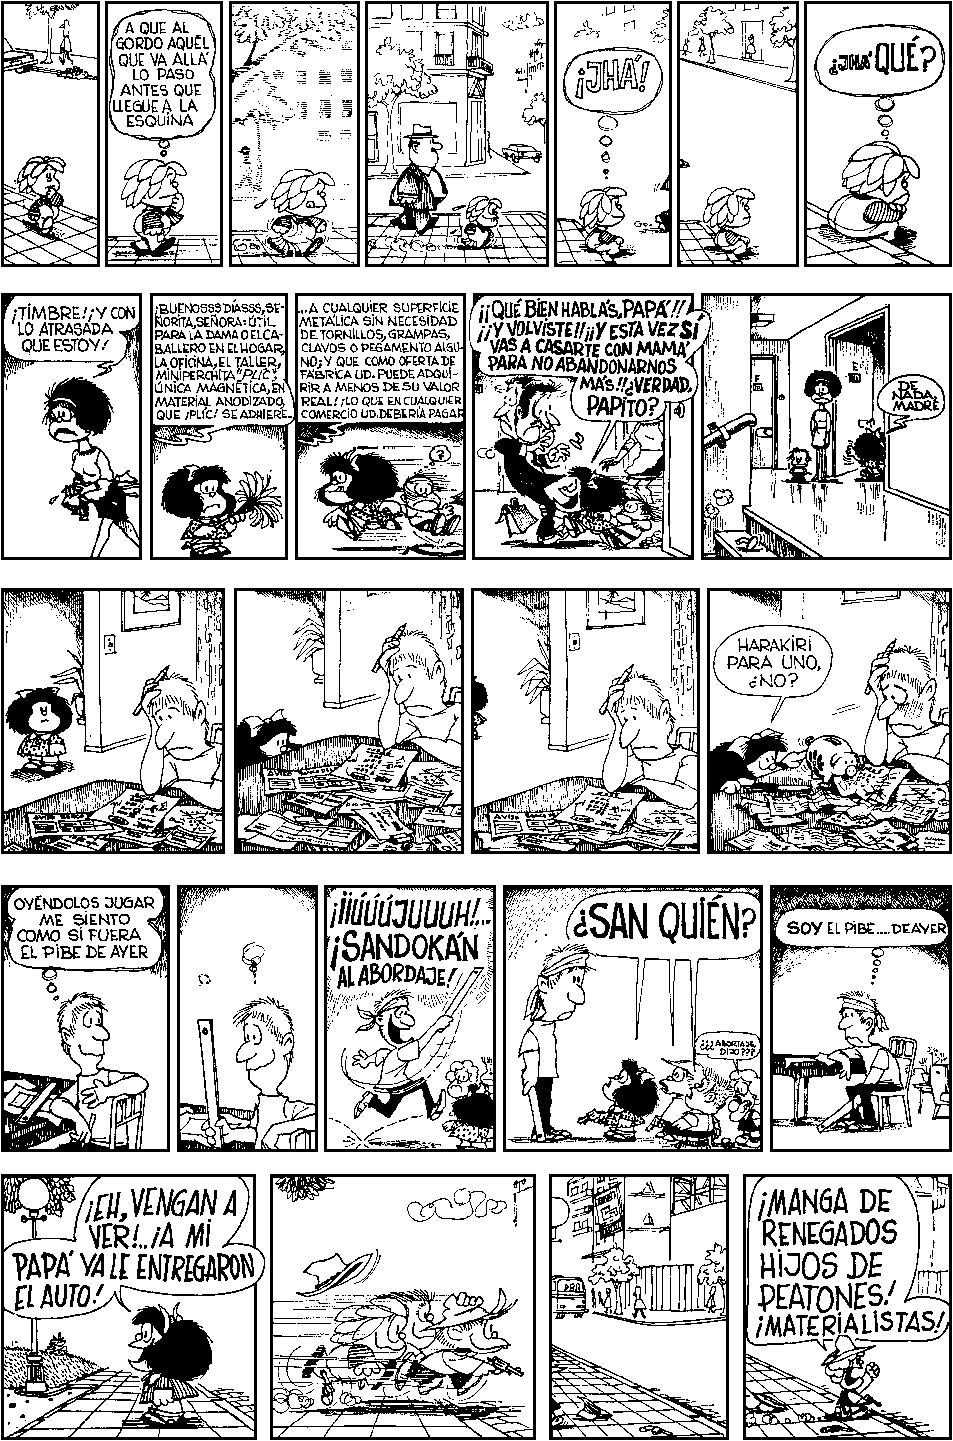 A QUE AL
GORDO AQUÉL
QUE VA ALLÁ
LO PASO
ANTES QUE
LLEGUE A LA
ESQUINA
¡JHÁ!
¿JHÁ QUÉ?
¡TIMBRE!¡Y CON
LO ATRASADA
QUE ESTOY!
¡BUENOSSS DÍASSS, SE-
ÑORITA, SEÑORA: ÚTIL
PARA LA DAMA O EL CA-
BALLERO EN EL HOGAR,
LA OFICINA, EL TALLER,
MINIPERCHITA "PLIC".
ÚNICA MAGNÉTICA, EN
MATERIAL ANODIZADO,
QUE ¡PLIC! SE ADHIERE...
...A CUALQUIER SUPERFICIE
METÁLICA SIN NECESIDAD
DE TORNILLOS, GRAMPAS,
CLAVOS O PEGAMENTO ALGU-
NO; Y QUE COMO OFERTA DE
FÁBRICA UD. PUEDE ADQUI-
RIR A MENOS DE SU VALOR
REAL! ¡LO QUE EN CUALQUIER
COMERCIO UD. DEBERÍA PAGAR
?
¡¡QUÉ BIEN HABLÁS, PAPÁ!!
¡¡Y VOLVISTE!! ¡¡Y ESTA VEZ SÍ
VAS A CASARTE CON MAMÁ
PARA NO ABANDONARNOS
MÁS!! ¿VERDAD,
PAPITO?
E
E
DE
NADA,
MADRE
AVISO
AVISO
HARAKIRI
PARA UNO,
¿NO?
OYÉNDOLOS JUGAR
ME SIENTO
COMO SI FUERA
EL PIBE DE AYER
¡IIÚÚÚJUUUH!...
¡SANDOKÁN
AL ABORDAJE!
¿SAN QUIÉN?
¿¿¿ABORTAJE,
DIJO???
SOY EL PIBE....DE AYER
¡EH, VENGAN A
VER!..¡A MI
PAPÁ YA LE ENTREGARON
EL AUTO!
¡MANGA DE
RENEGADOS
HIJOS DE
PEATONES!
¡MATERIALISTAS!